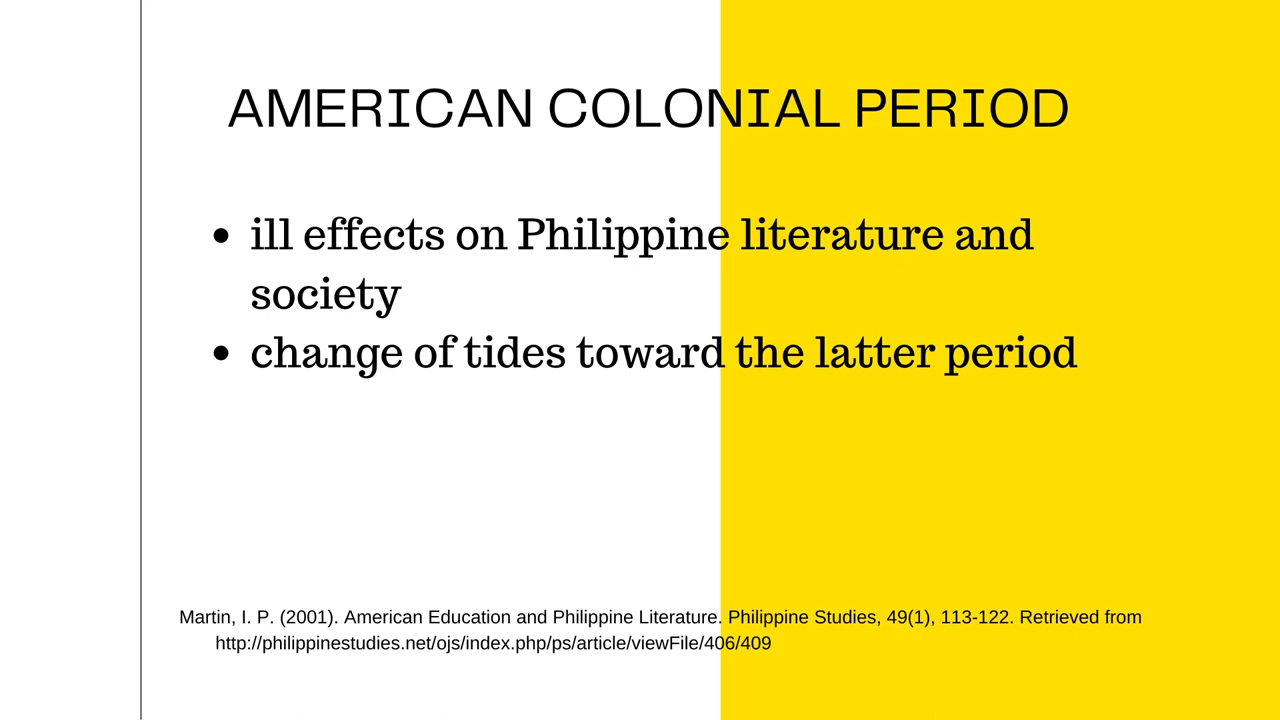 AMERICAN COLONIAL PERIOD
• ill effects on Philippine literature and
society
• change of tides toward the latter period
Martin, I. P. (2001). American Education and Philippine Literature. Philippine Studies, 49(1), 113-122. Retrieved from
http://philippinestudies.net/ojs/index.php/ps/article/viewFile/406/409